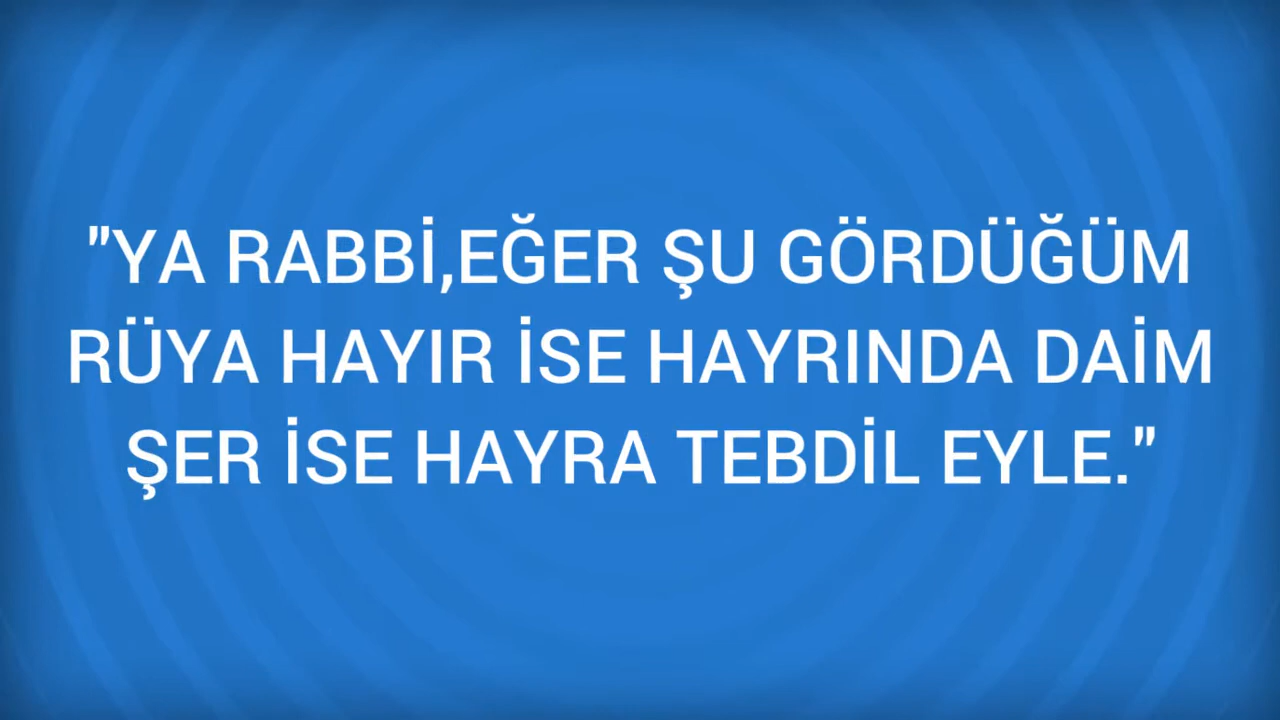 "YA RABBİ,EĞER ŞU GÖRDÜĞÜM
RÜYA HAYIR İSE HAYRINDA DAİM
ŞER İSE HAYRA TEBDİL EYLE."